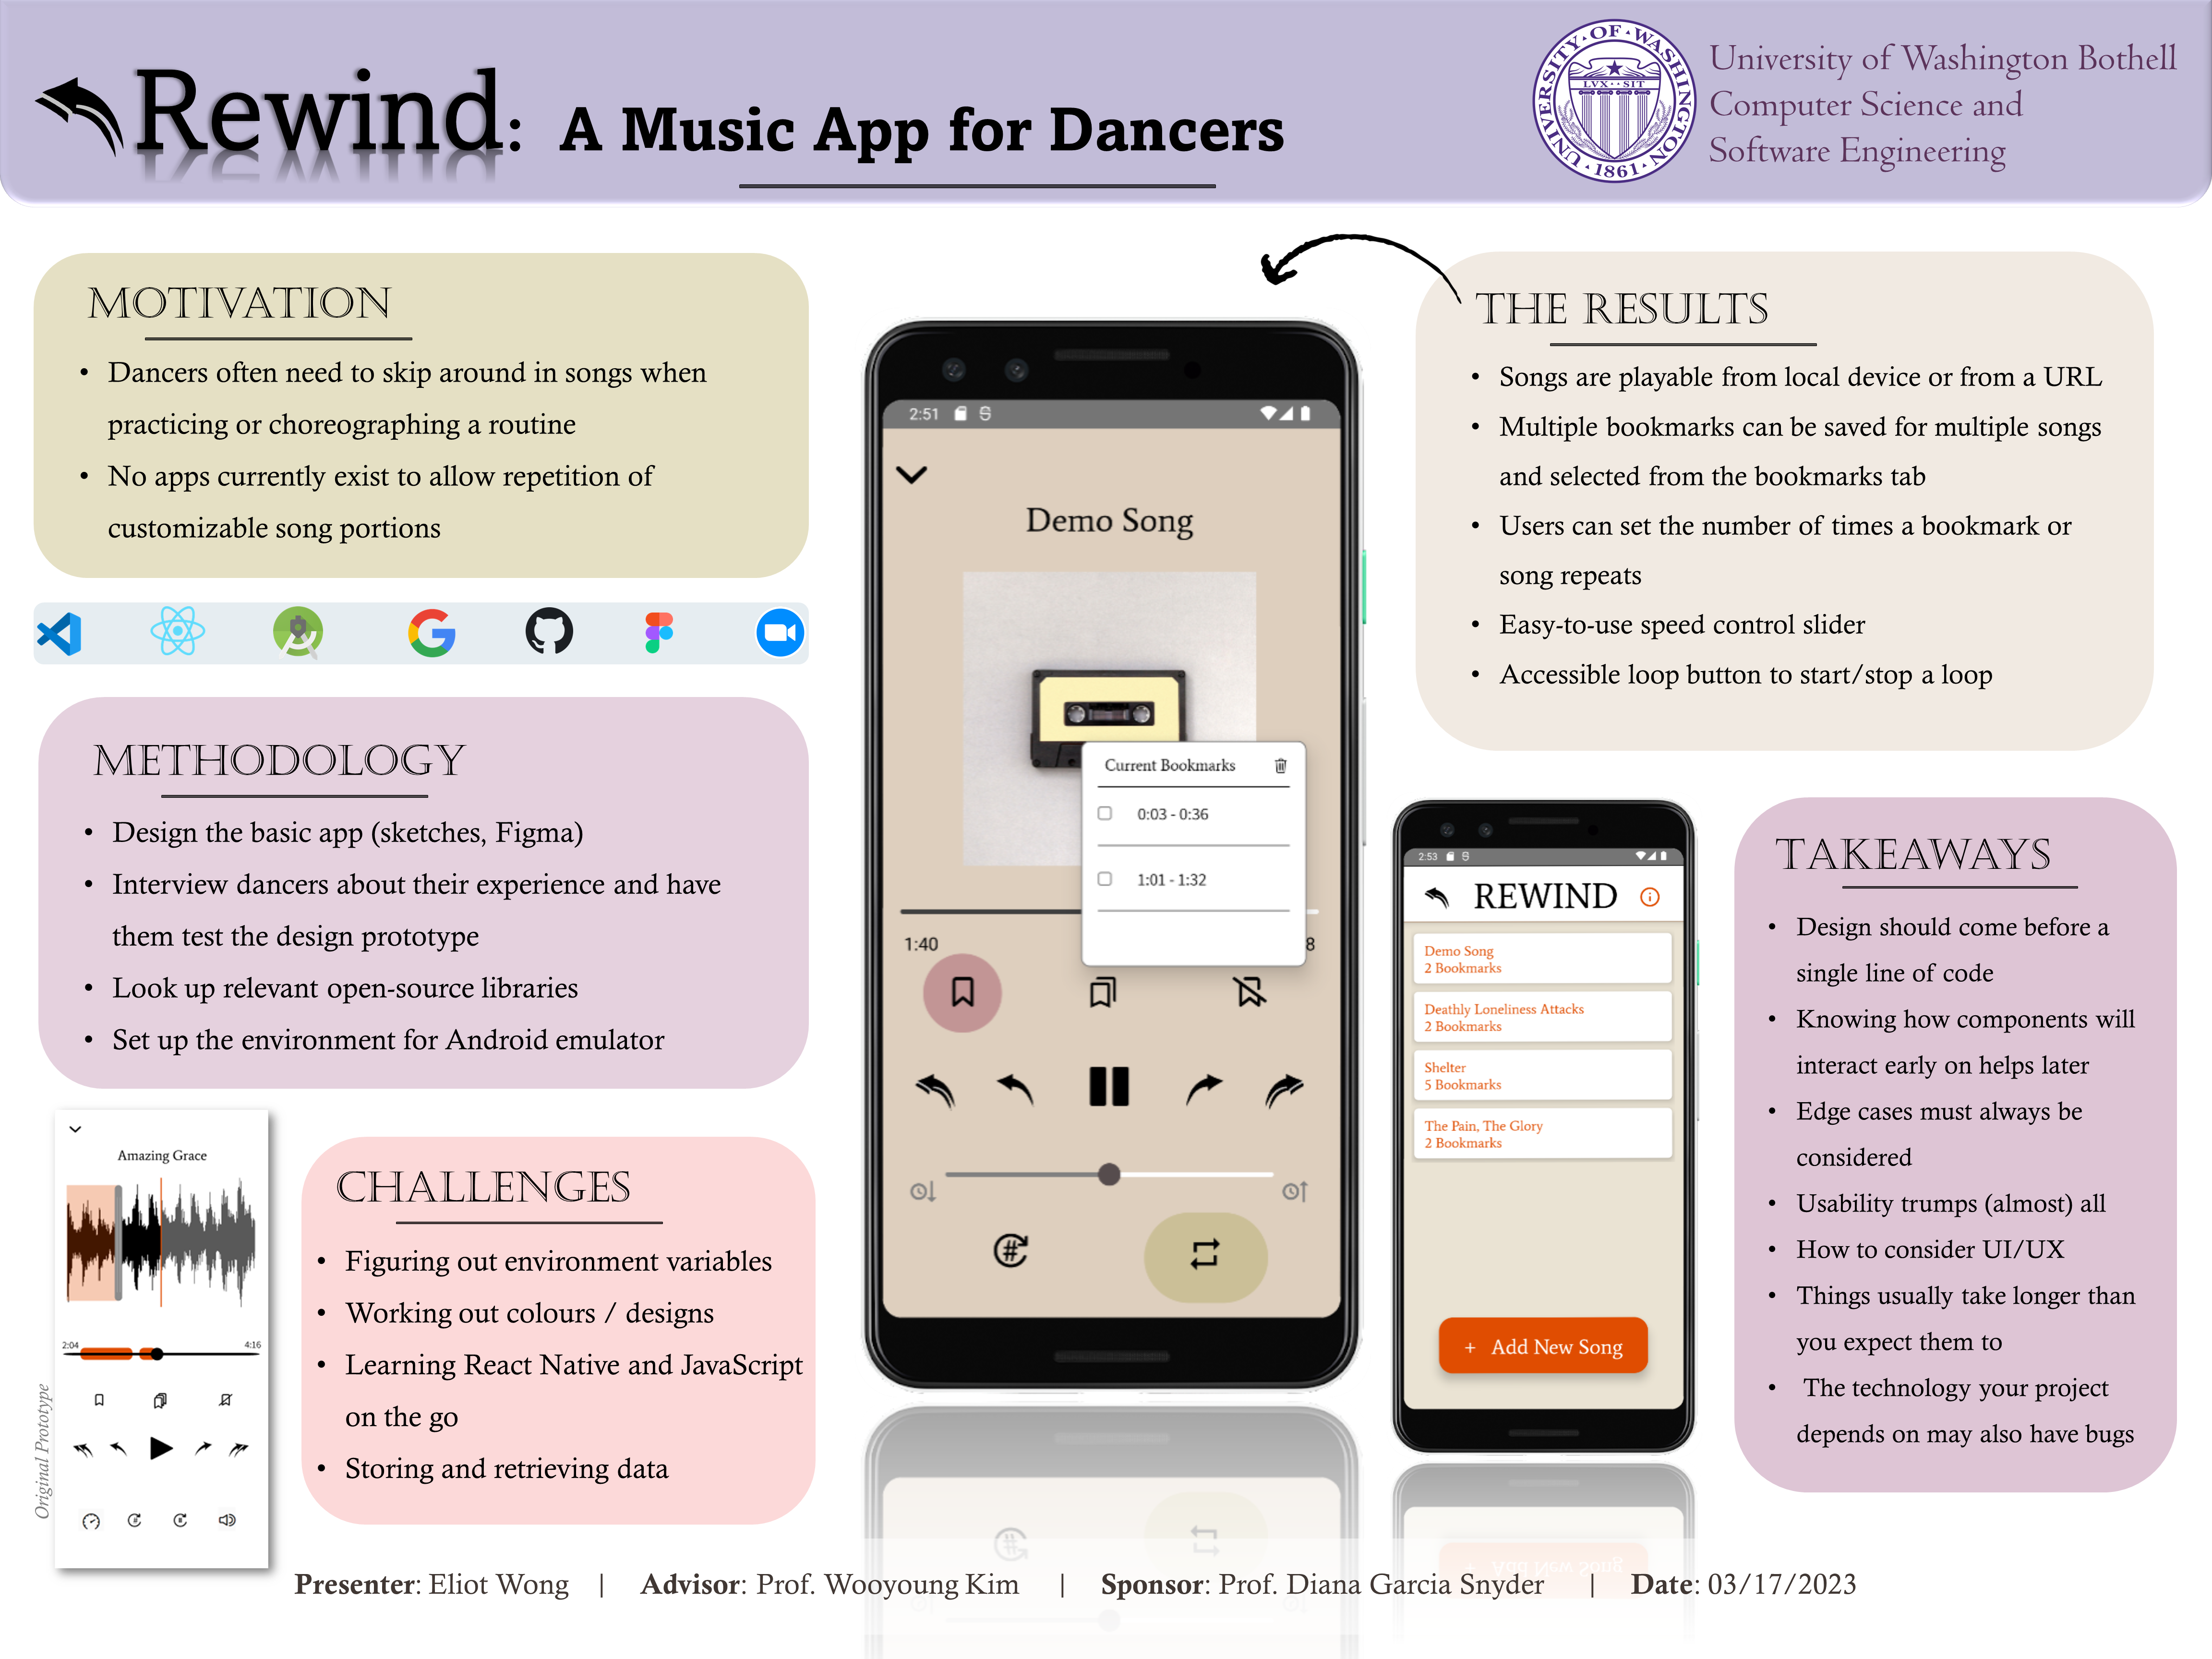 Rewind: A Music App for Dancers
UNIVERSITY · OF · WASHINGTON
LVX · SIT
1861
University of Washington Bothell
Computer Science and
Software Engineering
MOTIVATION
• Dancers often need to skip around in songs when
practicing or choreographing a routine
• No apps currently exist to allow repetition of
customizable song portions
METHODOLOGY
• Design the basic app (sketches, Figma)
• Interview dancers about their experience and have
them test the design prototype
• Look up relevant open-source libraries
• Set up the environment for Android emulator
Original Prototype
Amazing Grace
2:04
4:16
CHALLENGES
• Figuring out environment variables
• Working out colours / designs
• Learning React Native and JavaScript
on the go
• Storing and retrieving data
2:51
Demo Song
Current Bookmarks
0:03 - 0:36
1:01 - 1:32
1:40
8
#
THE RESULTS
• Songs are playable from local device or from a URL
• Multiple bookmarks can be saved for multiple songs
and selected from the bookmarks tab
• Users can set the number of times a bookmark or
song repeats
• Easy-to-use speed control slider
• Accessible loop button to start/stop a loop
2:53
REWIND
Demo Song
2 Bookmarks
Deathly Loneliness Attacks
2 Bookmarks
Shelter
5 Bookmarks
The Pain, The Glory
2 Bookmarks
+ Add New Song
TAKEAWAYS
• Design should come before a
single line of code
• Knowing how components will
interact early on helps later
• Edge cases must always be
considered
• Usability trumps (almost) all
• How to consider UI/UX
• Things usually take longer than
you expect them to
• The technology your project
depends on may also have bugs
Presenter: Eliot Wong | Advisor: Prof. Wooyoung Kim | Sponsor: Prof. Diana Garcia Snyder | Date: 03/17/2023